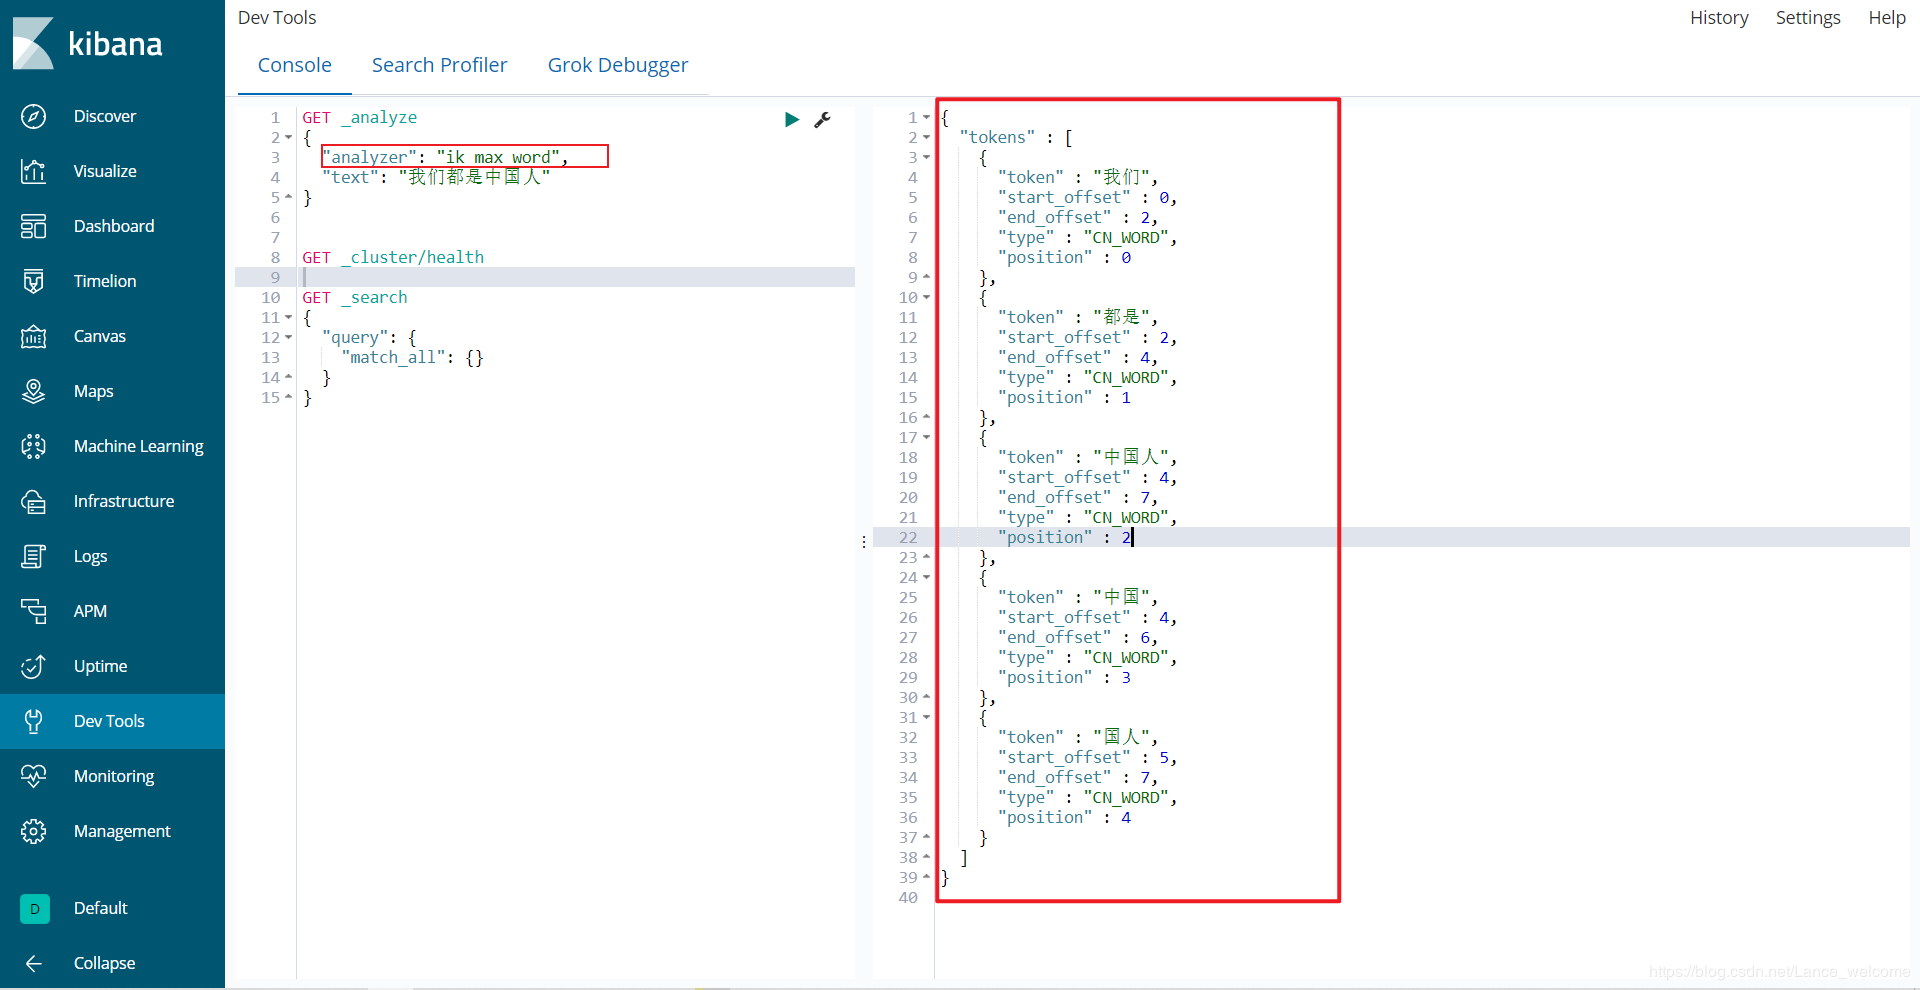 kibana
Discover
Visualize
Dashboard
Timelion
Canvas
Maps
Machine Learning
Infrastructure
Logs
APM
Uptime
Dev Tools
Monitoring
Management
D Default
Collapse
Dev Tools
History Settings Help
Console Search Profiler Grok Debugger
1 GET _analyze
2 {
3 "analyzer": "ik_max_word",
4 "text": "我们都是中国人"
5 }
6
7
8 GET _cluster/health
9
10 GET _search
11 {
12 "query": {
13 "match_all": {}
14 }
15 }
1 {
2 "tokens" : [
3 {
4 "token" : "我们",
5 "start_offset" : 0,
6 "end_offset" : 2,
7 "type" : "CN_WORD",
8 "position" : 0
9 },
10 {
11 "token" : "都是",
12 "start_offset" : 2,
13 "end_offset" : 4,
14 "type" : "CN_WORD",
15 "position" : 1
16 },
17 {
18 "token" : "中国人",
19 "start_offset" : 4,
20 "end_offset" : 7,
21 "type" : "CN_WORD",
22 "position" : 2
23 },
24 {
25 "token" : "中国",
26 "start_offset" : 4,
27 "end_offset" : 6,
28 "type" : "CN_WORD",
29 "position" : 3
30 },
31 {
32 "token" : "国人",
33 "start_offset" : 5,
34 "end_offset" : 7,
35 "type" : "CN_WORD",
36 "position" : 4
37 }
38 ]
39 }
40
https://blog.csdn.net/Lance_welcome